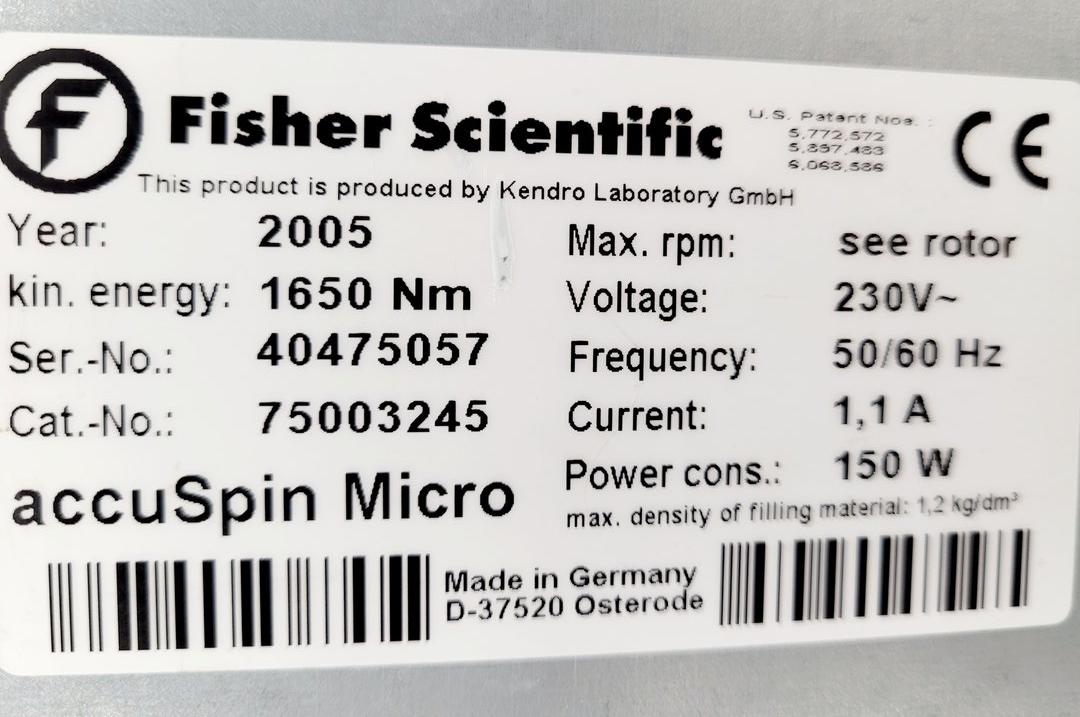 F Fisher Scientific
U.S. Patent Nos. :
5,772,572
5,897,483
6,063,586
CE
This product is produced by Kendro Laboratory GmbH
Year: 2005
kin. energy: 1650 Nm
Ser.-No.: 40475057
Cat.-No.: 75003245
accuSpin Micro
Max. rpm: see rotor
Voltage: 230V~
Frequency: 50/60 Hz
Current: 1,1 A
Power cons.: 150 W
max. density of filling material: 1,2 kg/dm³
Made in Germany
D-37520 Osterode